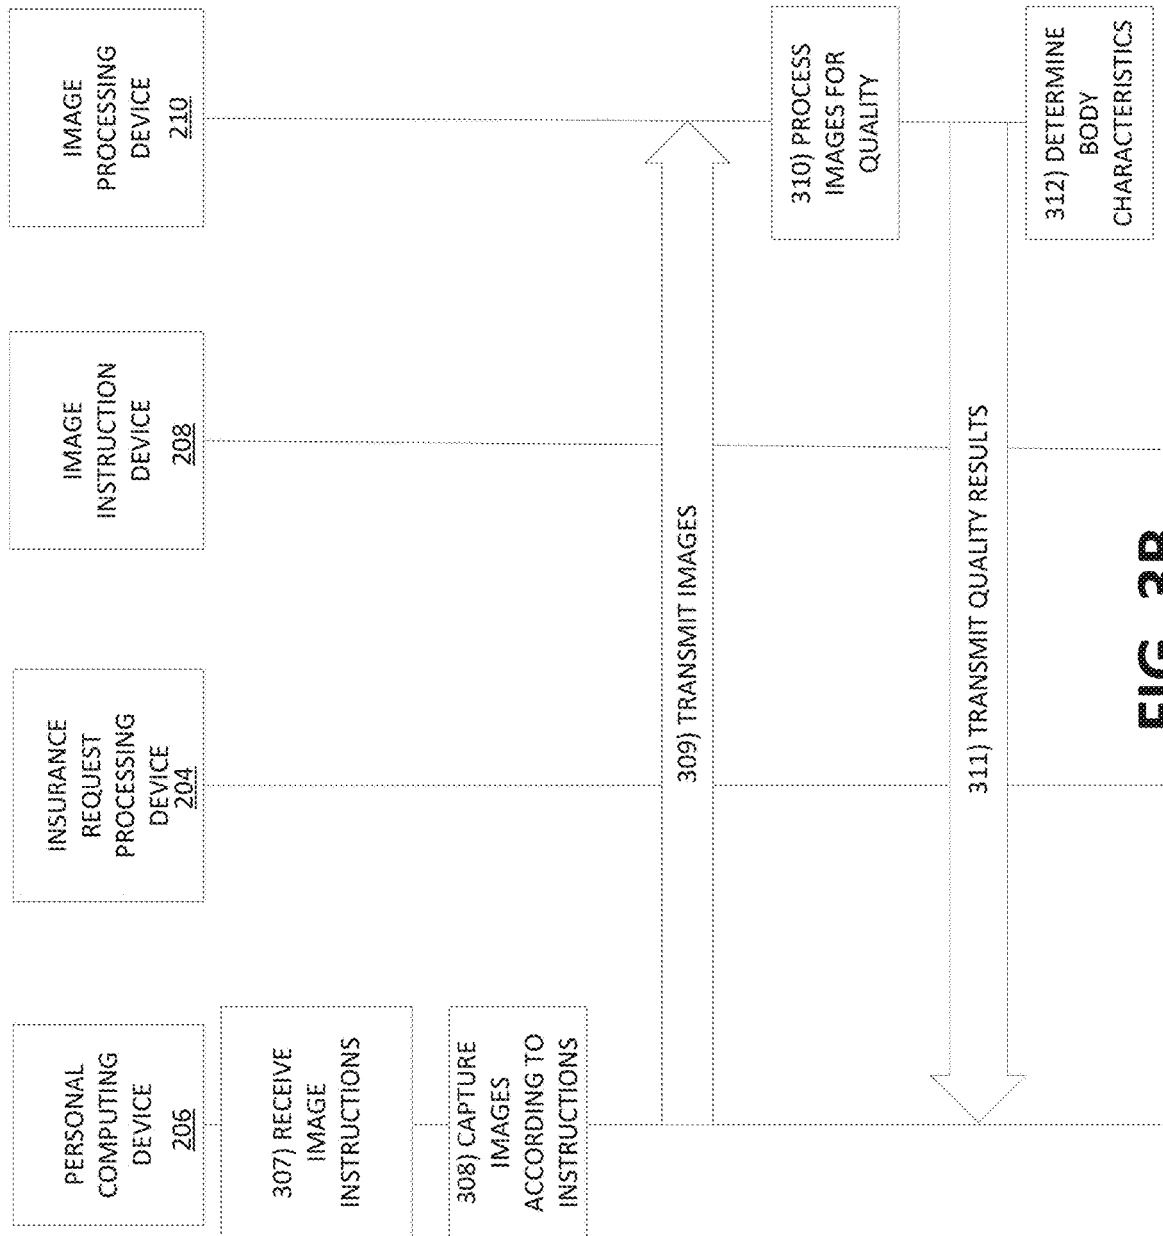 PERSONAL
COMPUTING
DEVICE
206
INSURANCE
REQUEST
PROCESSING
DEVICE
204
IMAGE
INSTRUCTION
DEVICE
208
IMAGE
PROCESSING
DEVICE
210
307) RECEIVE
IMAGE
INSTRUCTIONS
308) CAPTURE
IMAGES
ACCORDING TO
INSTRUCTIONS
309) TRANSMIT IMAGES
310) PROCESS
IMAGES FOR
QUALITY
311) TRANSMIT QUALITY RESULTS
312) DETERMINE
BODY
CHARACTERISTICS
FIG. 3B